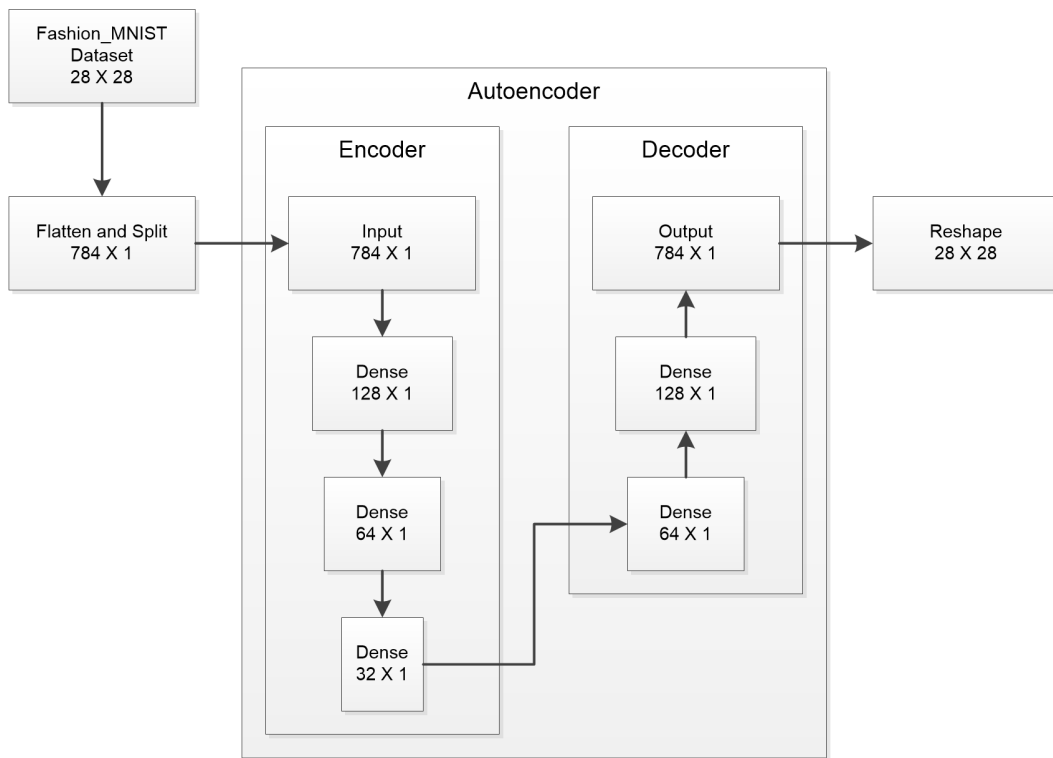 Fashion_MNIST
Dataset
28 X 28
Flatten and Split
784 X 1
Autoencoder
Encoder
Input
784 X 1
Dense
128 X 1
Dense
64 X 1
Dense
32 X 1
Decoder
Output
784 X 1
Dense
128 X 1
Dense
64 X 1
Reshape
28 X 28